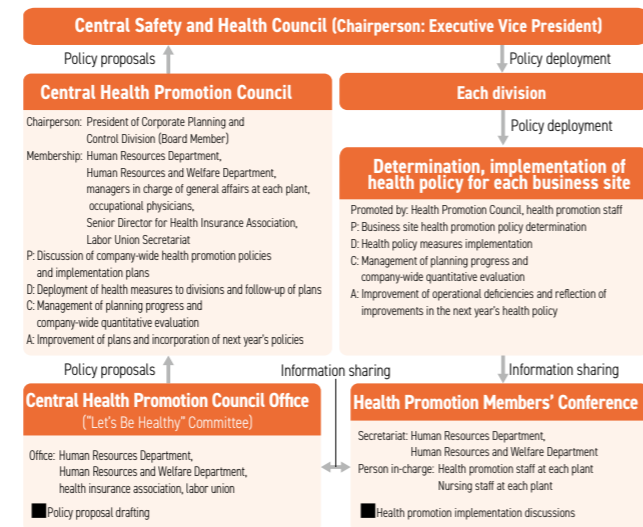 Central Safety and Health Council (Chairperson: Executive Vice President)
Policy proposals
Policy deployment
Central Health Promotion Council
Chairperson: President of Corporate Planning and
Control Division (Board Member)
Membership: Human Resources Department,
Human Resources and Welfare Department,
managers in charge of general affairs at each plant,
occupational physicians,
Senior Director for Health Insurance Association,
Labor Union Secretariat
P: Discussion of company-wide health promotion policies
and implementation plans
D: Deployment of health measures to divisions and follow-up of plans
C: Management of planning progress and
company-wide quantitative evaluation
A: Improvement of plans and incorporation of next year's policies
Each division
Policy deployment
Determination, implementation of
health policy for each business site
Promoted by: Health Promotion Council, health promotion staff
P: Business site health promotion policy determination
D: Health policy measures implementation
C: Management of planning progress and
company-wide quantitative evaluation
A: Improvement of operational deficiencies and reflection of
improvements in the next year's health policy
Policy proposals
Information sharing
Information sharing
Central Health Promotion Council Office
("Let's Be Healthy" Committee)
Office: Human Resources Department,
Human Resources and Welfare Department,
health insurance association, labor union
■Policy proposal drafting
Health Promotion Members' Conference
Secretariat: Human Resources Department,
Human Resources and Welfare Department
Person in-charge: Health promotion staff at each plant
Nursing staff at each plant
■Health promotion implementation discussions